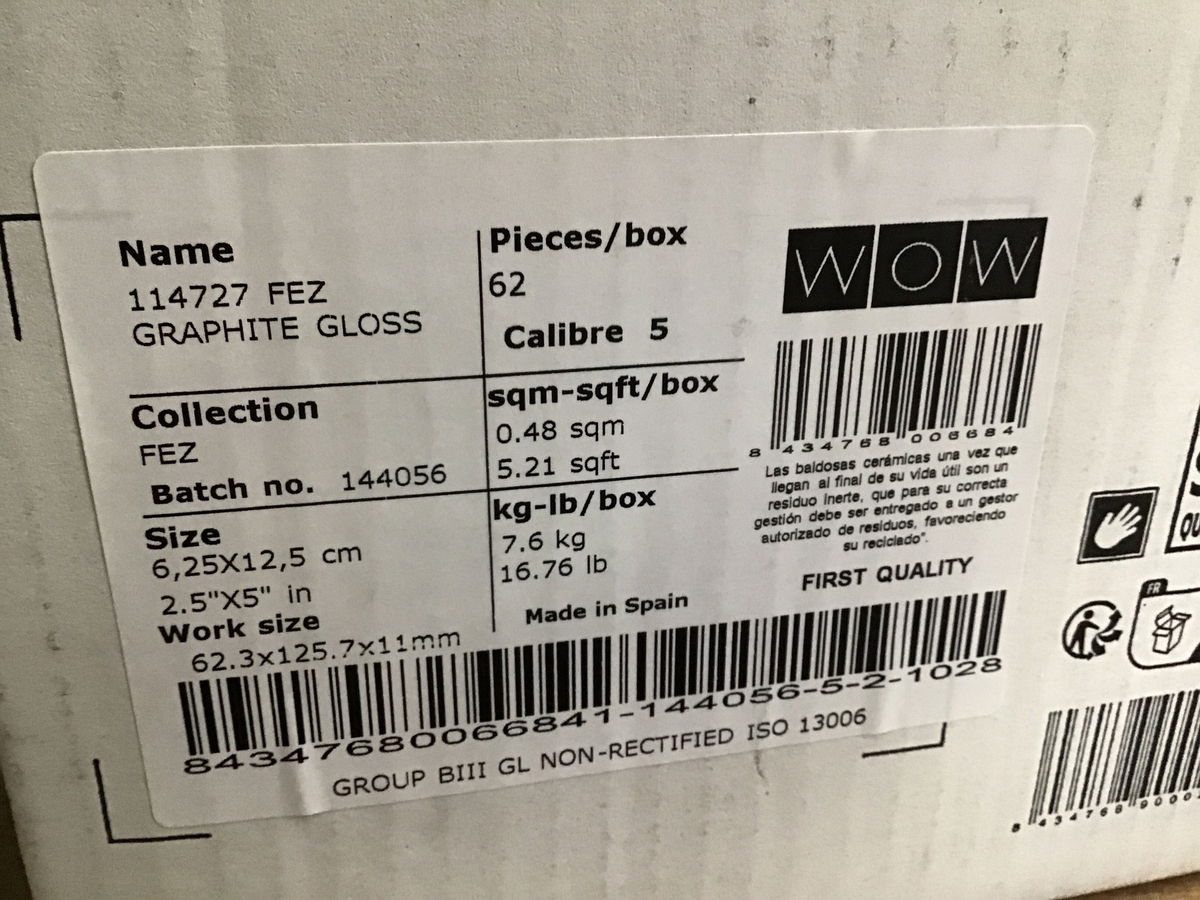 Name
114727 FEZ
GRAPHITE GLOSS
Pieces/box
62
Calibre 5
WOW
Collection
FEZ
Batch no. 144056
sqm-sqft/box
0.48 sqm
5.21 sqft
8 434768 006684
Las baldosas cerámicas una vez que
llegan al final de su vida útil son un
residuo inerte, que para su correcta
gestión debe ser entregado a un gestor
autorizado de residuos, favoreciendo
su reciclado".
Size
6,25X12,5 cm
2.5"X5" in
Work size
62.3x125.7x11mm
kg-lb/box
7.6 kg
16.76 lb
Made in Spain
FIRST QUALITY
84347680066841-144056-5-2-1028
GROUP BIII GL NON-RECTIFIED ISO 13006
QU
FR
8 434768 9000